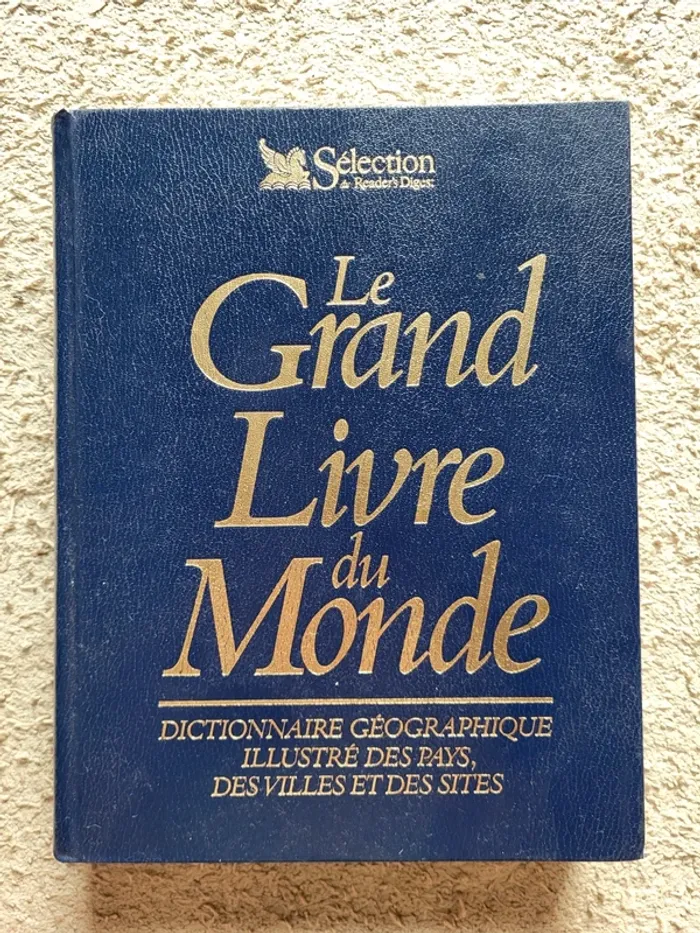 Sélection
du Reader's Digest
Le
Grand
Livre
du
Monde
DICTIONNAIRE GÉOGRAPHIQUE
ILLUSTRÉ DES PAYS,
DES VILLES ET DES SITES